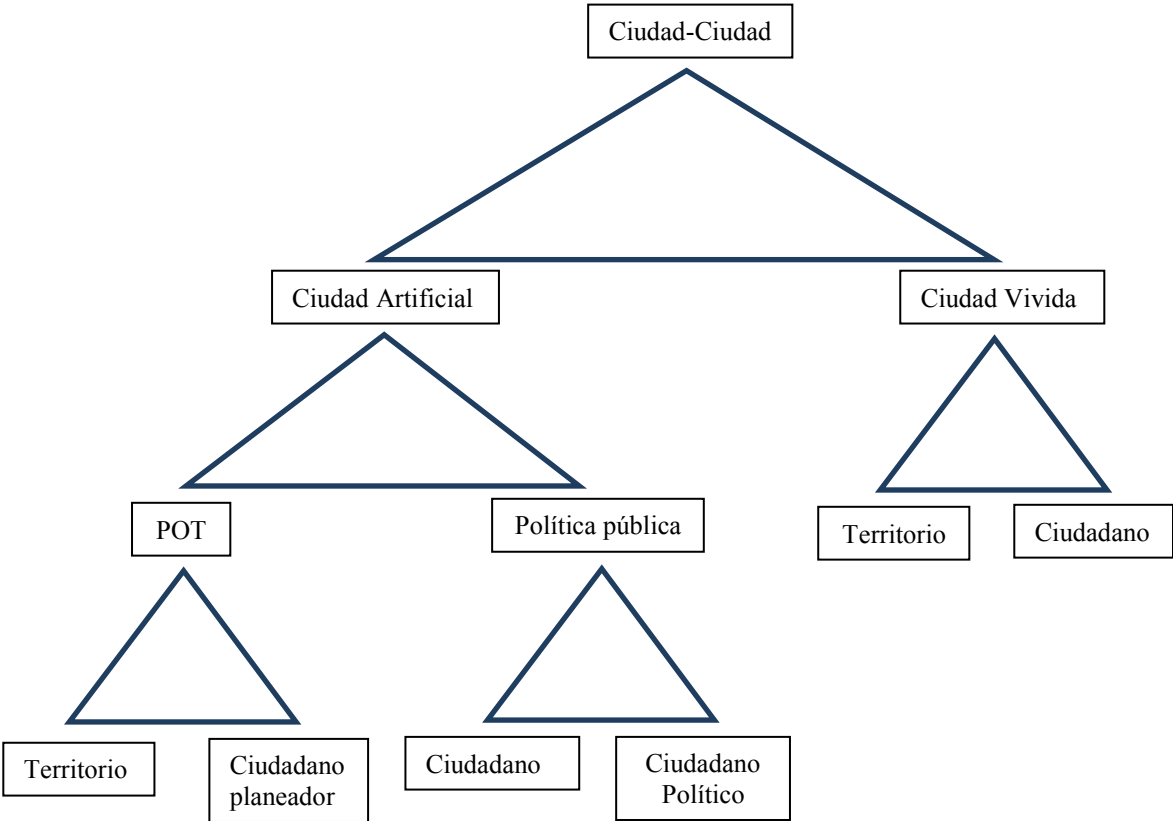 Ciudad-Ciudad
Ciudad Artificial
Ciudad Vivida
POT
Política pública
Territorio
Ciudadano
Territorio
Ciudadano
planeador
Ciudadano
Ciudadano
Político